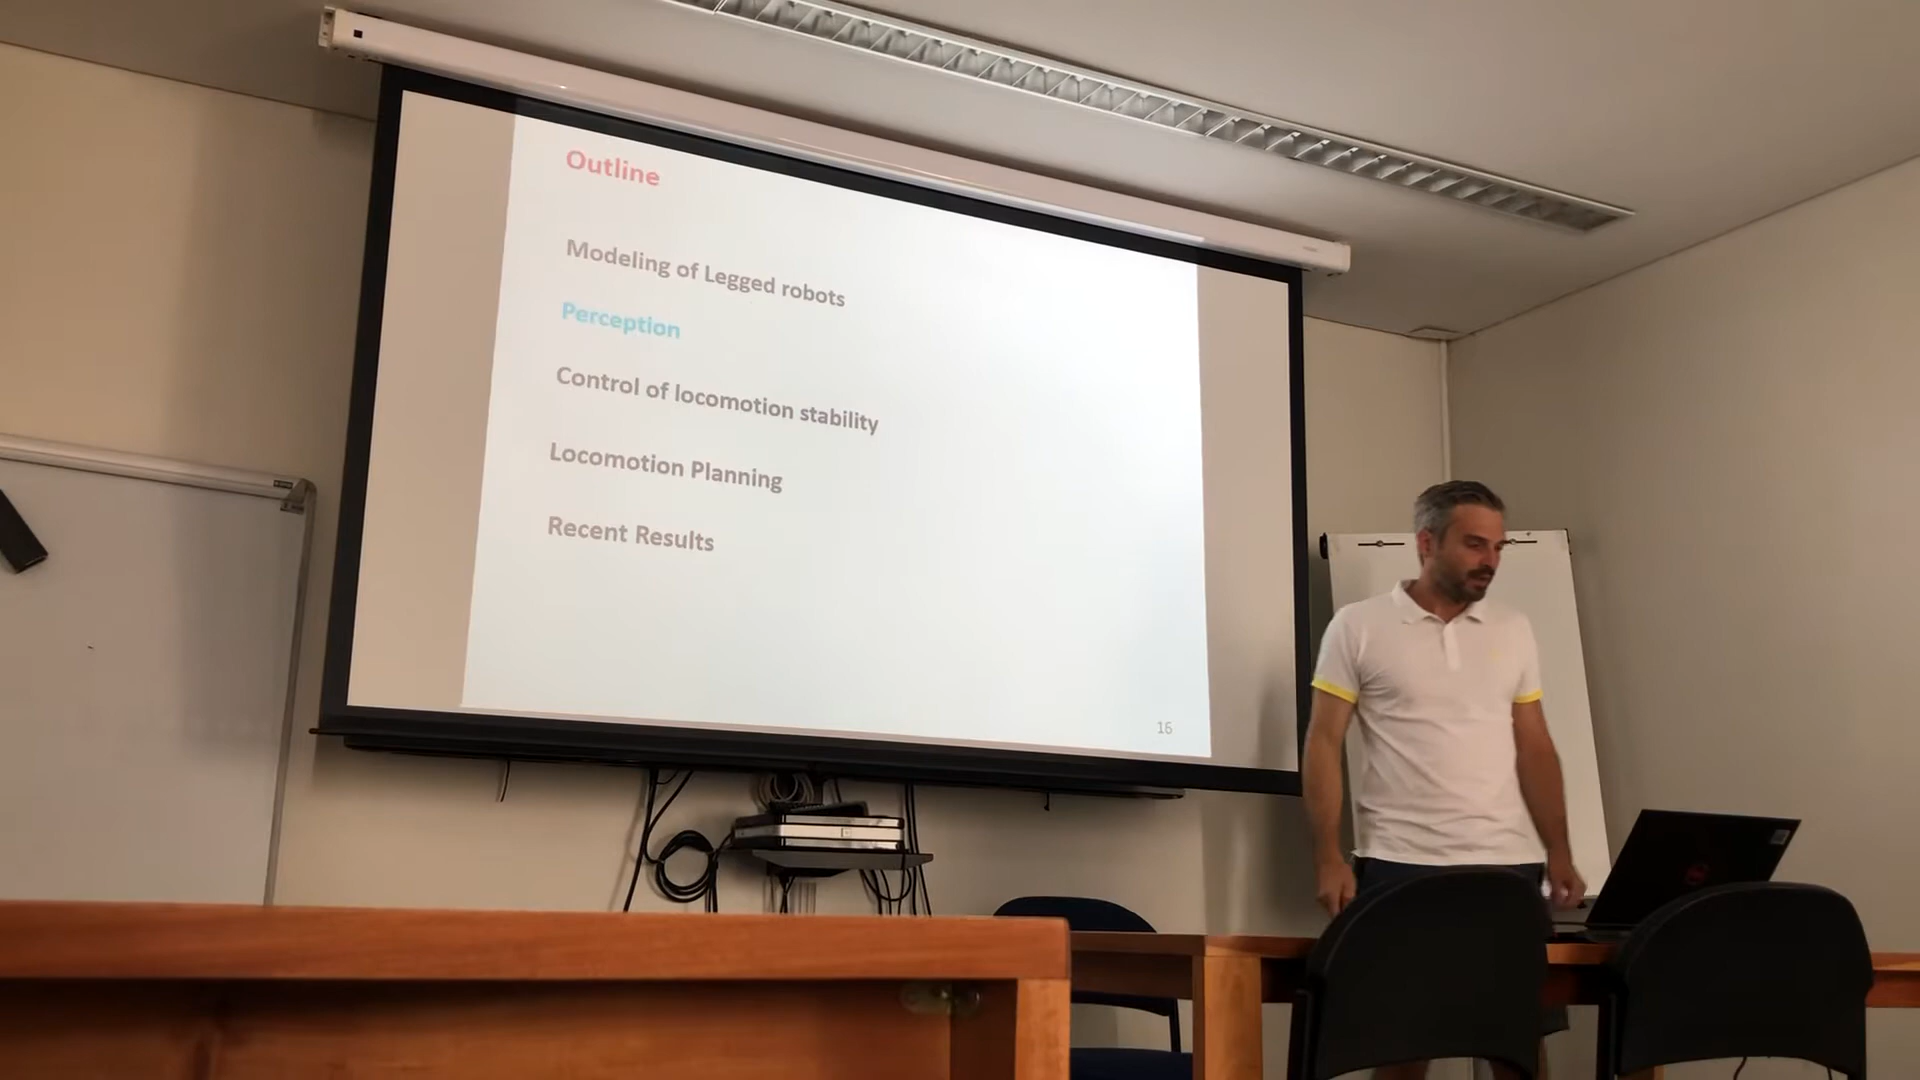 Outline
Modeling of Legged robots
Perception
Control of locomotion stability
Locomotion Planning
Recent Results
16